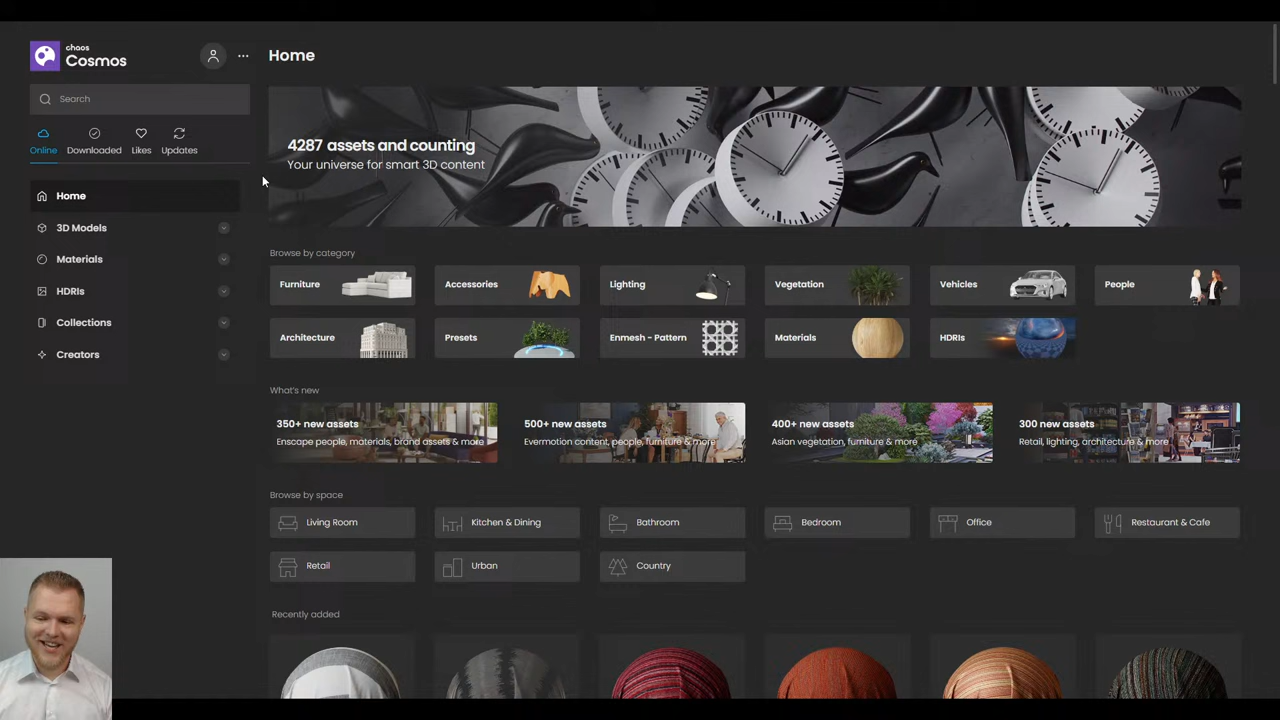 chaos
Cosmos
Search
Online
Downloaded
Likes
Updates
Home
3D Models
Materials
HDRIs
Collections
Creators
Home
4287 assets and counting
Your universe for smart 3D content
Browse by category
Furniture
Accessories
Lighting
Vegetation
Vehicles
People
Architecture
Presets
Enmesh - Pattern
Materials
HDRIs
What's new
350+ new assets
Enscape people, materials, brand assets & more
500+ new assets
Evermotion content, people, furniture & more
400+ new assets
Asian vegetation, furniture & more
300 new assets
Retail, lighting, architecture & more
Browse by space
Living Room
Kitchen & Dining
Bathroom
Bedroom
Office
Restaurant & Cafe
Retail
Urban
Country
Recently added